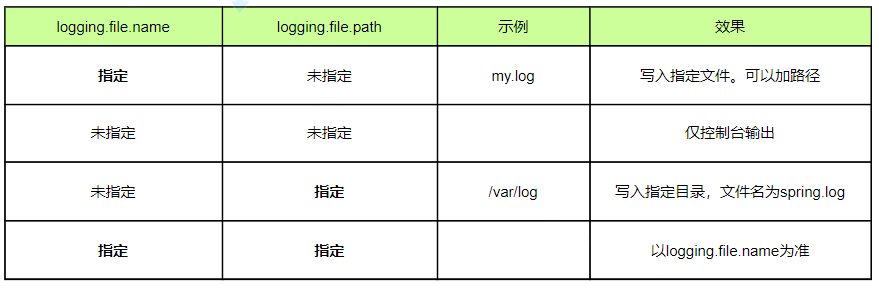 logging.file.name logging.file.path 示例 效果
指定 未指定 my.log 写入指定文件。可以加路径
未指定 未指定 仅控制台输出
未指定 指定 /var/log 写入指定目录，文件名为spring.log
指定 指定 以logging.file.name为准